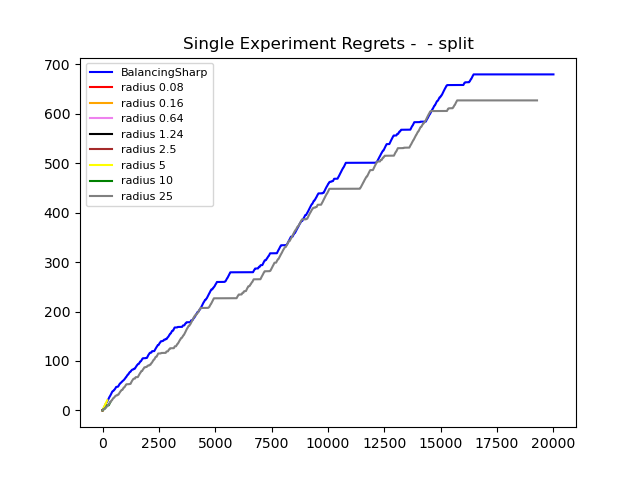 Single Experiment Regrets -  - split
700
600
500
400
300
200
100
0
BalancingSharp
radius 0.08
radius 0.16
radius 0.64
radius 1.24
radius 2.5
radius 5
radius 10
radius 25
0 2500 5000 7500 10000 12500 15000 17500 20000